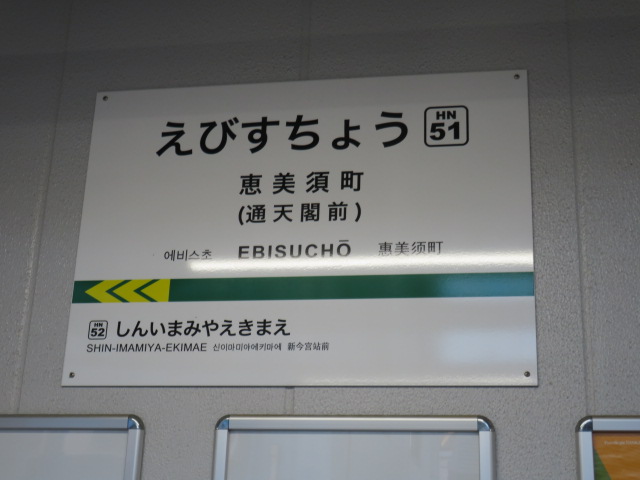 えびすちょう HN 51
恵美須町
(通天閣前)
에비스초 EBISUCHŌ 惠美須町
HN 52 しんいまみやえきまえ
SHIN-IMAMIYA-EKIMAE 신이마미야에키마에 新今宮站前